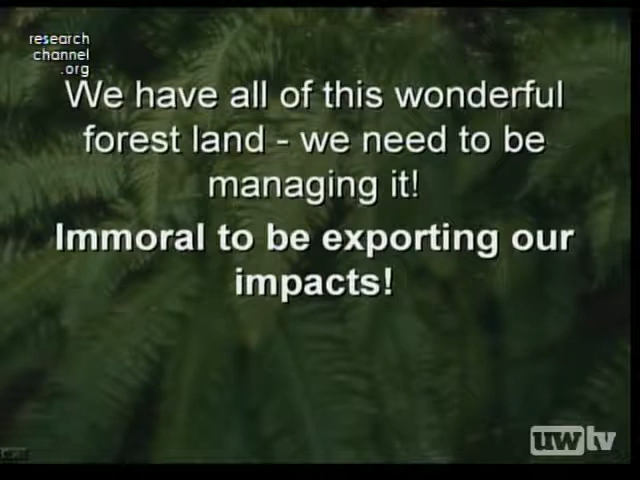 research
channel
.org
We have all of this wonderful
forest land - we need to be
managing it!
Immoral to be exporting our
impacts!
uwtv